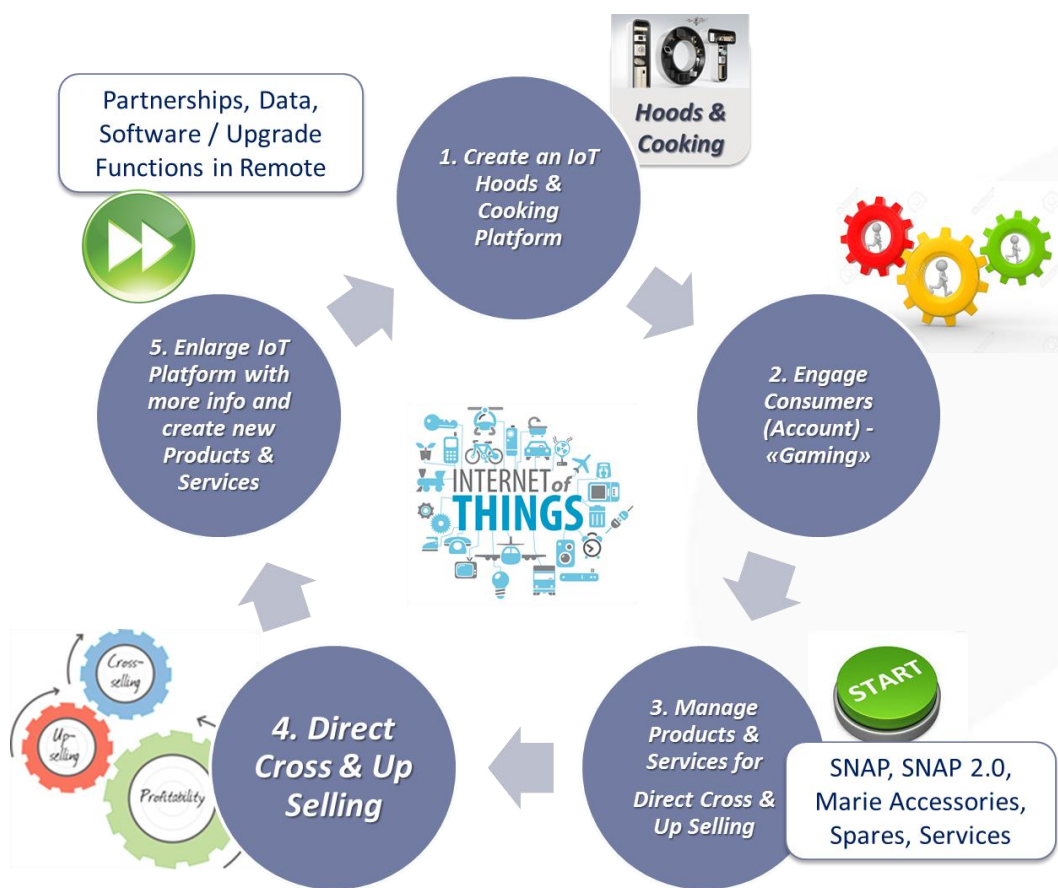 IOT
Hoods &
Cooking
Partnerships, Data,
Software / Upgrade
Functions in Remote
1. Create an IoT
Hoods &
Cooking
Platform
2. Engage
Consumers
(Account) -
«Gaming»
3. Manage
Products &
Services for
Direct Cross &
Up Selling
START
SNAP, SNAP 2.0,
Marie Accessories,
Spares, Services
4. Direct
Cross & Up
Selling
Cross-
selling
Up-
selling
Profitability
5. Enlarge IoT
Platform with
more info and
create new
Products &
Services
INTERNET of
THINGS